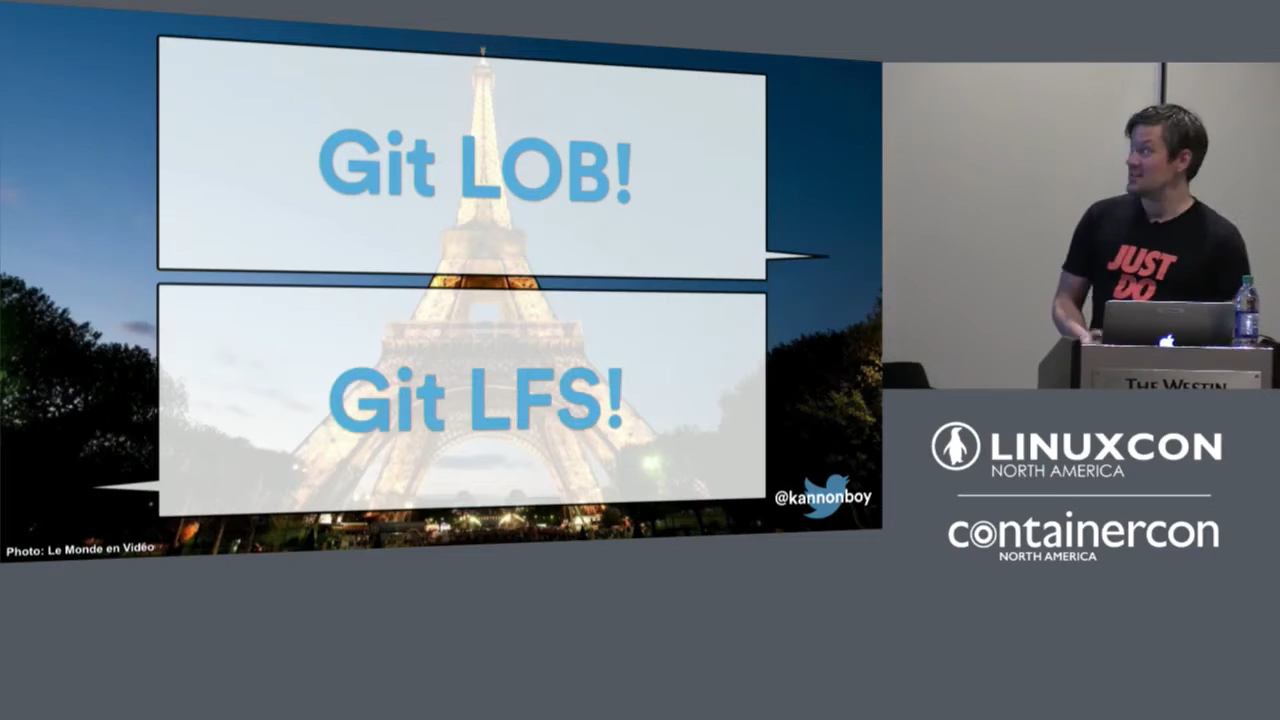 Git LOB!
Git LFS!
@kannonboy
Photo: Le Monde en Vidéo
JUST
DO
THE WESTIN
LINUXCON
NORTH AMERICA
containercon
NORTH AMERICA